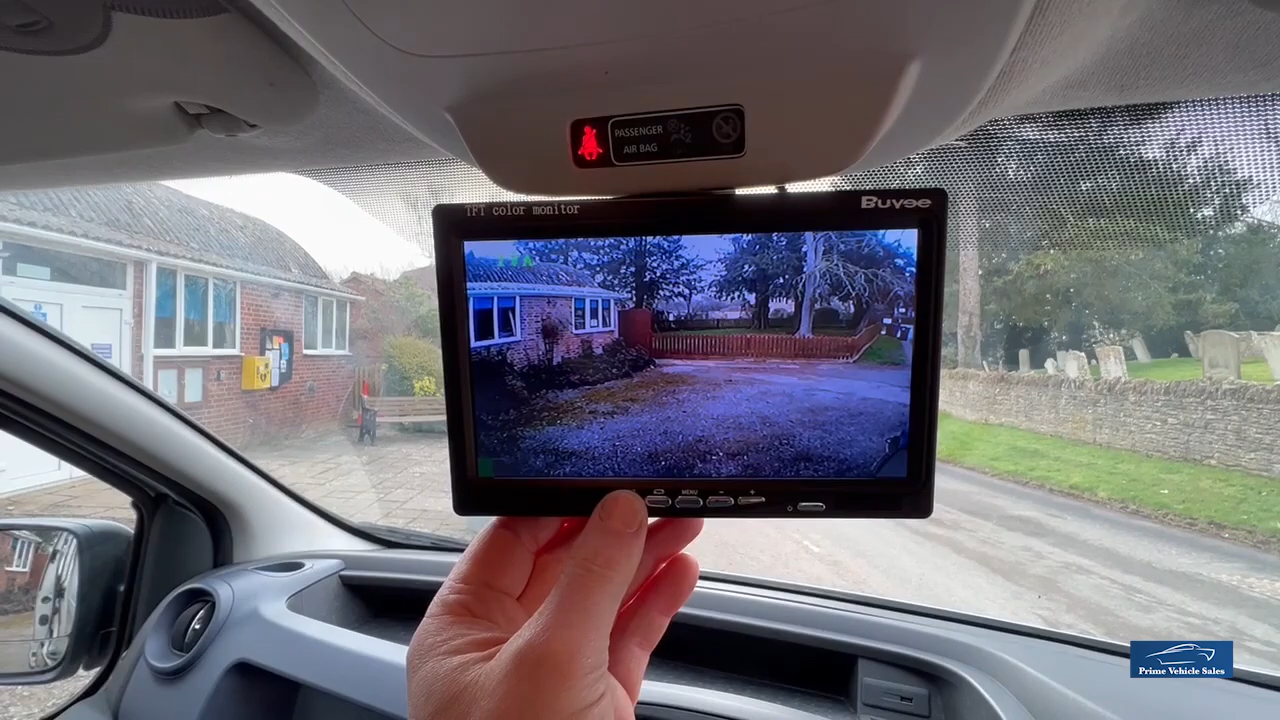 PASSENGER
AIR BAG
TFT color monitor
Buyee
MENU
Prime Vehicle Sales